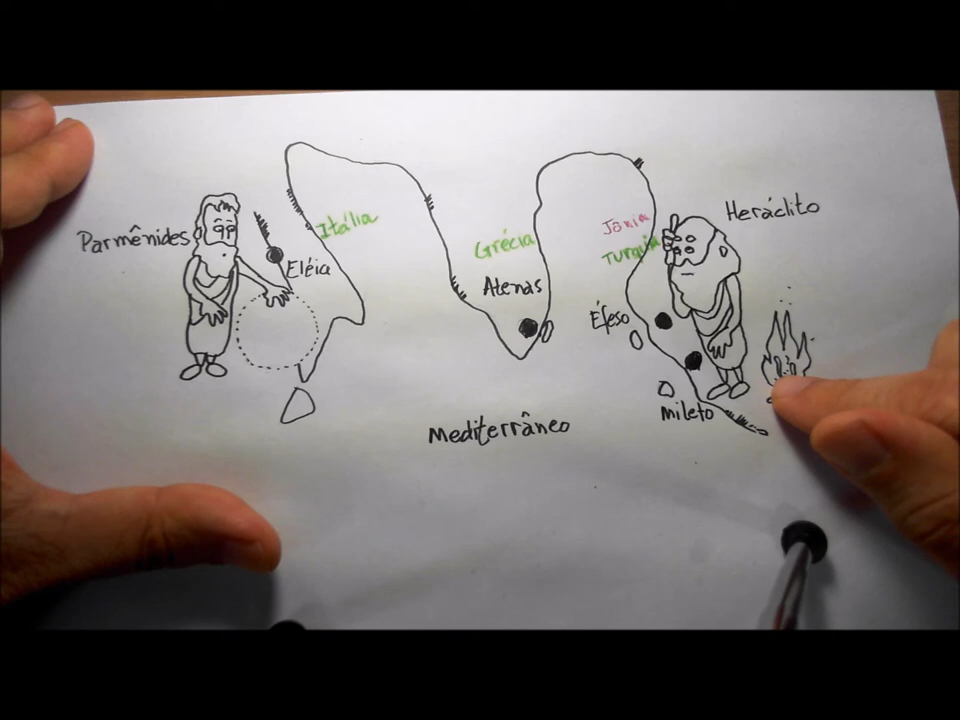 Parmênides
Eléia
Itália
Grécia
Atenas
Jônia
Turquia
Heráclito
Éfeso
Mileto
Mediterrâneo